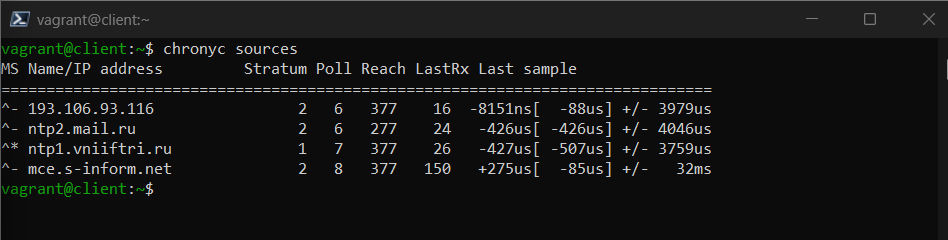 vagrant@client:~
vagrant@client:~$ chronyc sources
MS Name/IP address         Stratum Poll Reach LastRx Last sample
===============================================================================
^- 193.106.93.116                2   6   377    16  -8151ns[  -88us] +/- 3979us
^- ntp2.mail.ru                  2   6   277    24   -426us[ -426us] +/- 4046us
^* ntp1.vniiftri.ru              1   7   377    26   -427us[ -507us] +/- 3759us
^- mce.s-inform.net              2   8   377   150   +275us[  -85us] +/-   32ms
vagrant@client:~$